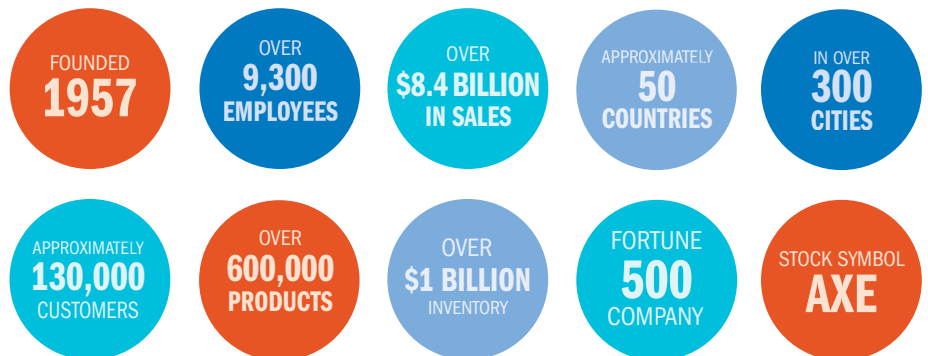 FOUNDED
1957
OVER
9,300
EMPLOYEES
OVER
$8.4 BILLION
IN SALES
APPROXIMATELY
50
COUNTRIES
IN OVER
300
CITIES
APPROXIMATELY
130,000
CUSTOMERS
OVER
600,000
PRODUCTS
OVER
$1 BILLION
INVENTORY
FORTUNE
500
COMPANY
STOCK SYMBOL
AXE